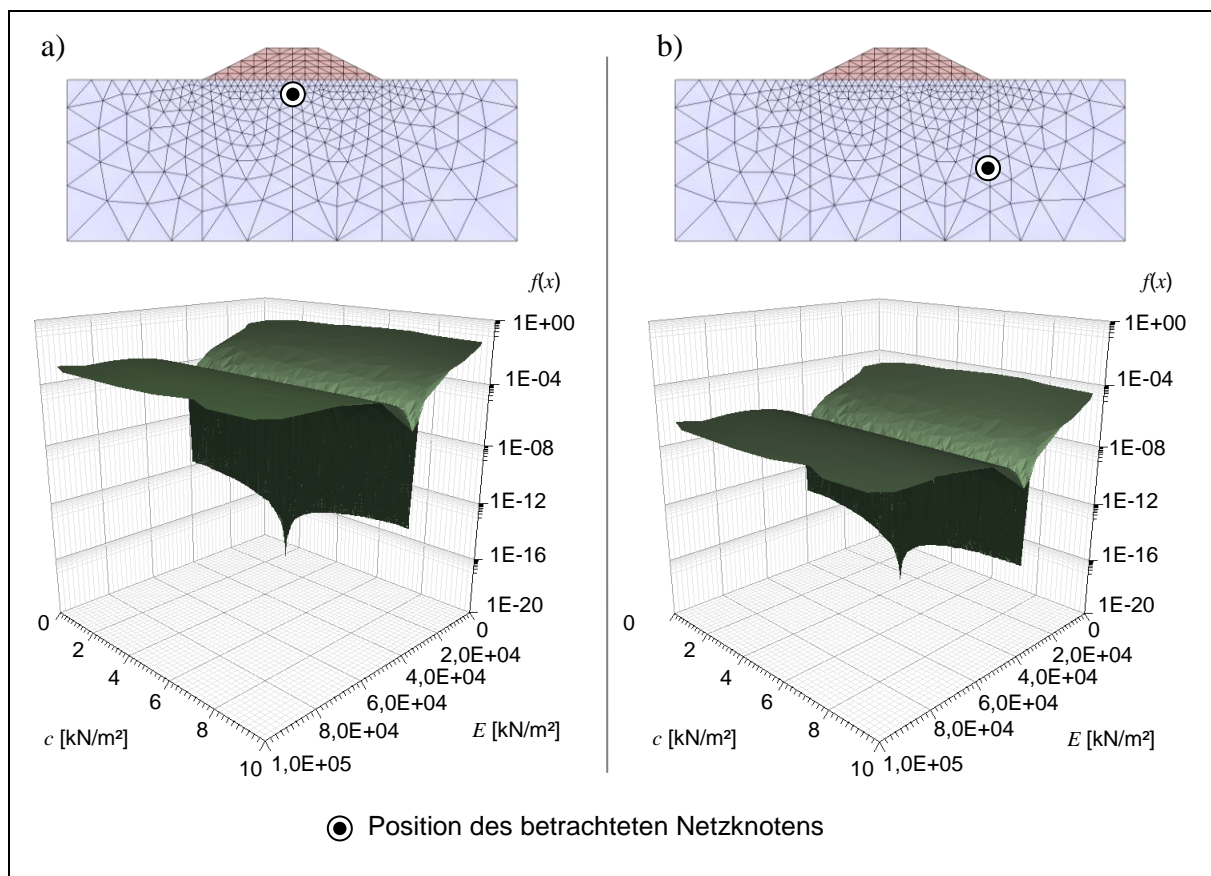 a)
f(x)
1E+00
1E-04
1E-08
1E-12
1E-16
1E-20
0
2
4
6
8
10
c [kN/m²]
0
2,0E+04
4,0E+04
6,0E+04
8,0E+04
1,0E+05
E [kN/m²]
b)
f(x)
1E+00
1E-04
1E-08
1E-12
1E-16
1E-20
0
2
4
6
8
10
c [kN/m²]
0
2,0E+04
4,0E+04
6,0E+04
8,0E+04
1,0E+05
E [kN/m²]
Position des betrachteten Netzknotens